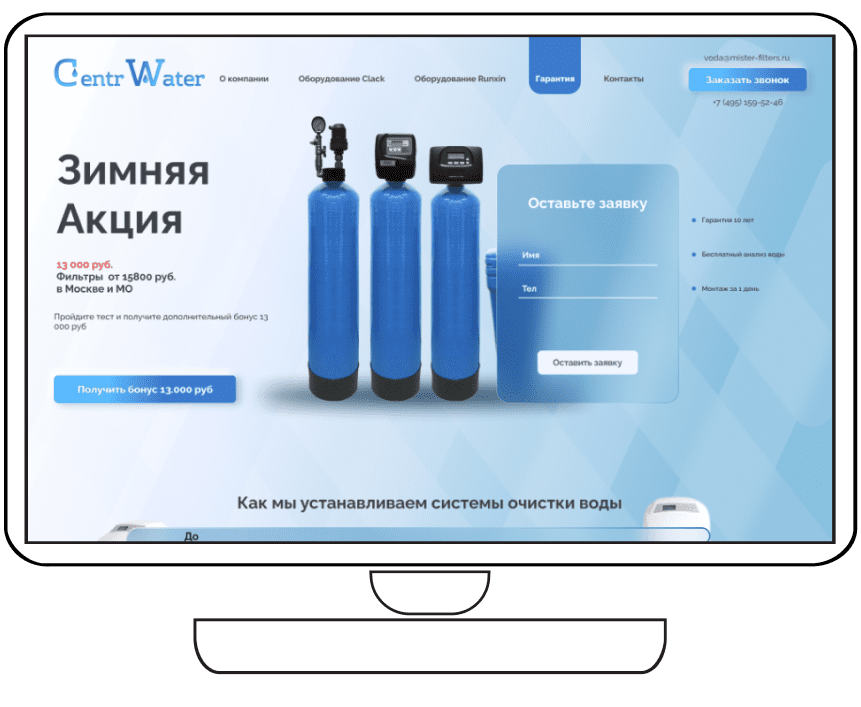 Centr Water
О компании
Оборудование Clack
Оборудование Runxin
Гарантия
Контакты
voda@mister-filters.ru
Заказать звонок
+7 (495) 159-52-46
Зимняя
Акция
13 000 руб.
Фильтры от 15800 руб.
в Москве и МО
Пройдите тест и получите дополнительный бонус 13
000 руб
Получить бонус 13.000 руб
Оставьте заявку
Имя
Тел
Оставить заявку
Гарантия 10 лет
Бесплатный анализ воды
Монтаж за 1 день
Как мы устанавливаем системы очистки воды
До